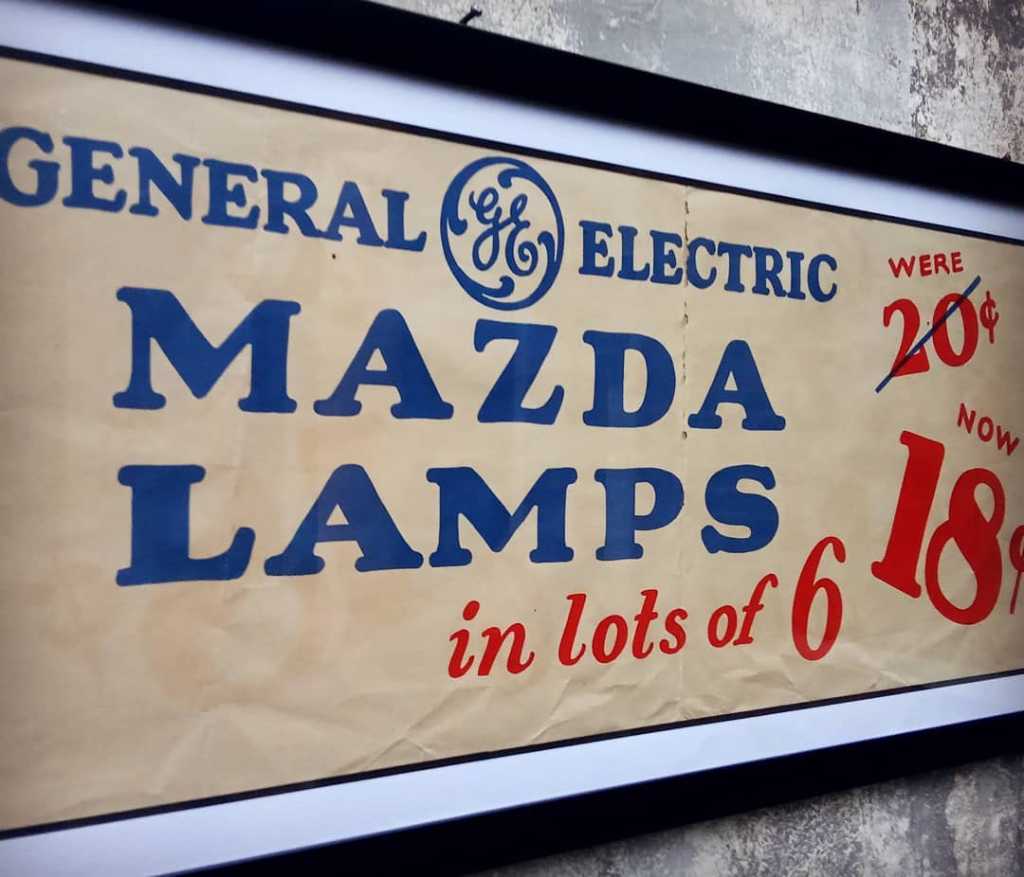 GENERAL GE ELECTRIC
MAZDA
LAMPS
in lots of 6
WERE
20¢
NOW
18¢